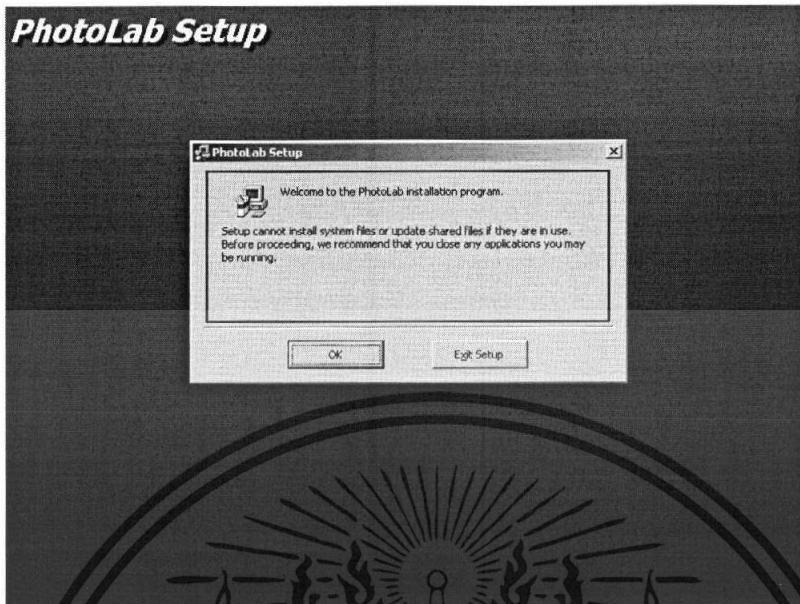 PhotoLab Setup
PhotoLab Setup
Welcome to the PhotoLab installation program.
Setup cannot install system files or update shared files if they are in use.
Before proceeding, we recommend that you close any applications you may
be running.
OK
Exit Setup